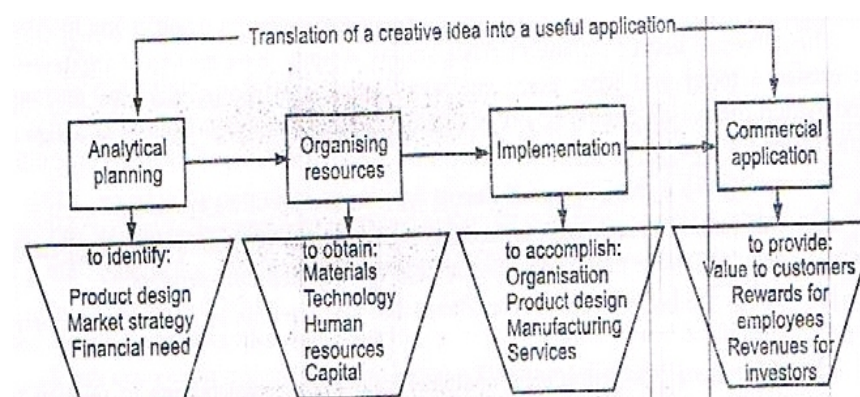 Translation of a creative idea into a useful application
Analytical
planning
Organising
resources
Implementation
Commercial
application
to identify:
Product design
Market strategy
Financial need
to obtain:
Materials
Technology
Human
resources
Capital
to accomplish:
Organisation
Product design
Manufacturing
Services
to provide:
Value to customers
Rewards for
employees
Revenues for
investors